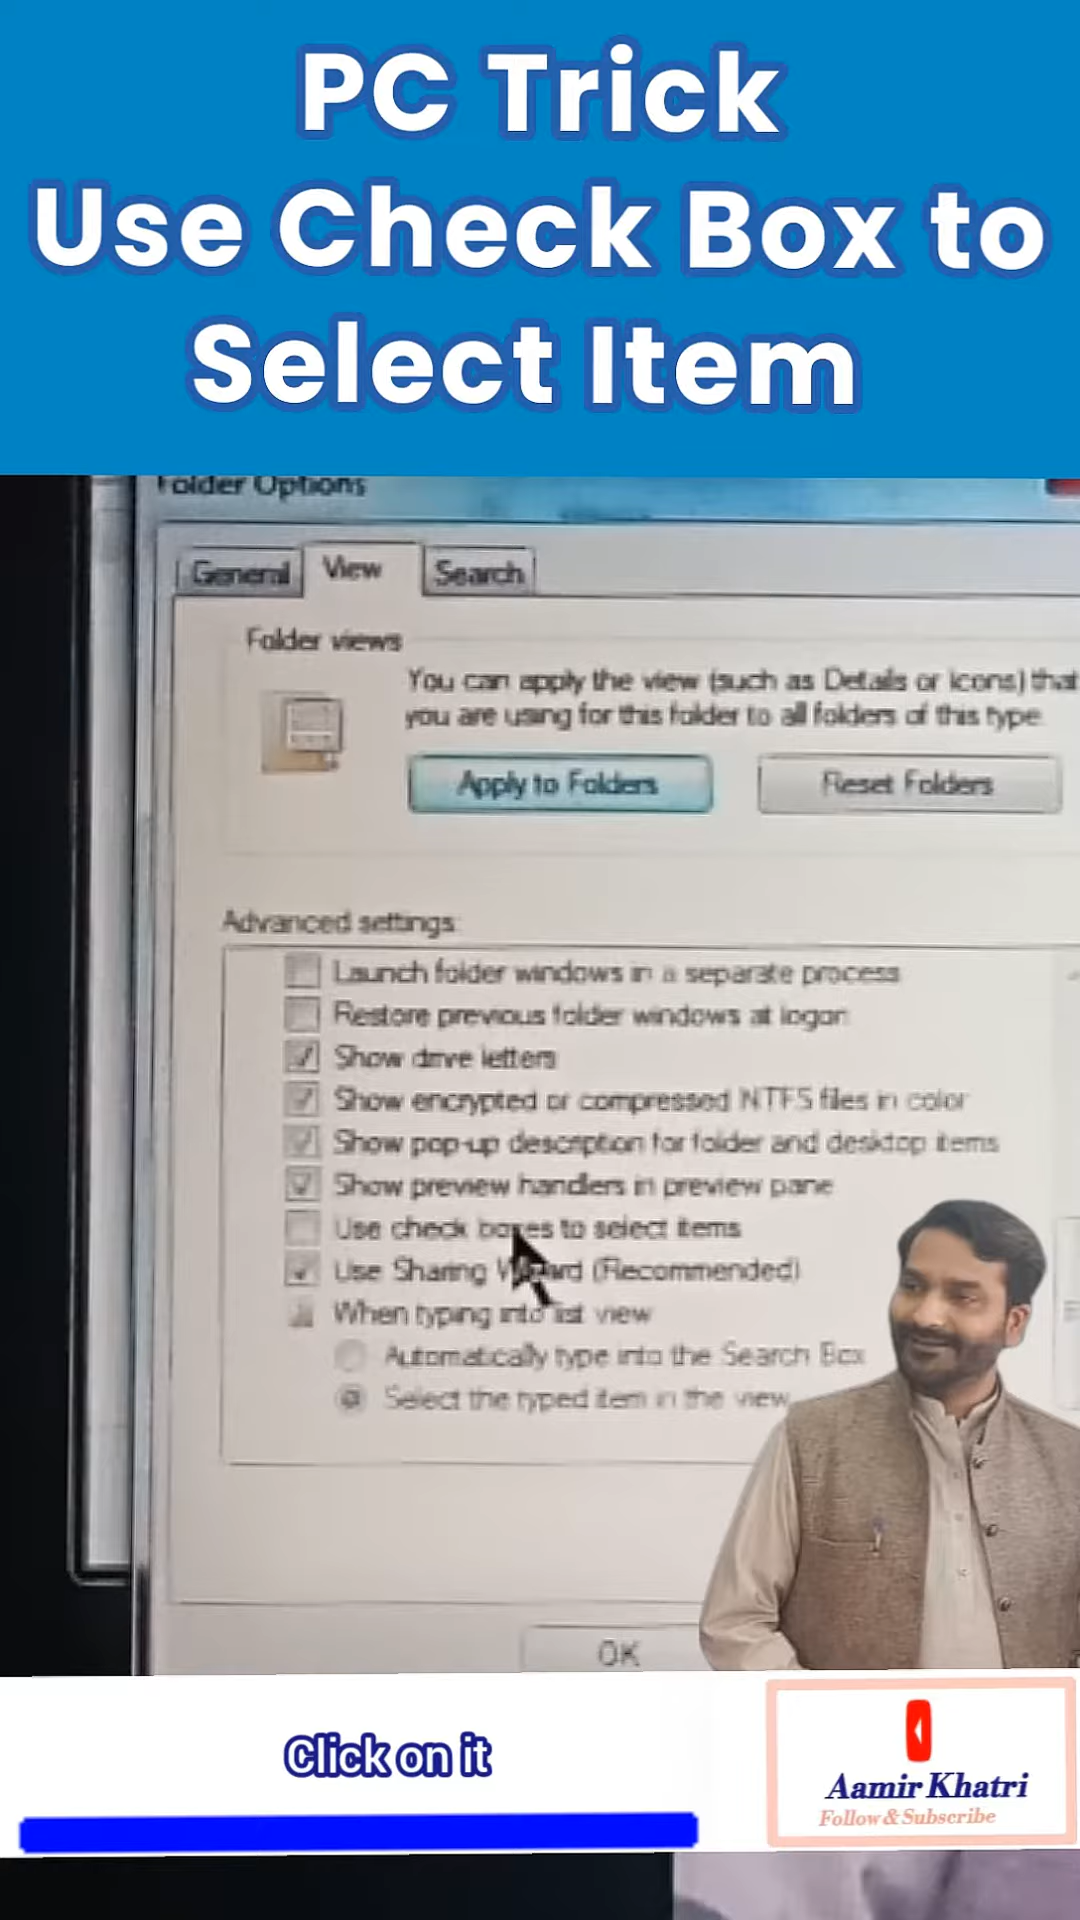 PC Trick
Use Check Box to
Select Item
Folder Options
General
View
Search
Folder views
You can apply the view (such as Details or Icons) that
you are using for this folder to all folders of this type.
Apply to Folders
Reset Folders
Advanced settings:
Launch folder windows in a separate process
Restore previous folder windows at logon
Show drive letters
Show encrypted or compressed NTFS files in color
Show pop-up description for folder and desktop items
Show preview handlers in preview pane
Use check boxes to select items
Use Sharing Wizard (Recommended)
When typing into list view
Automatically type into the Search Box
Select the typed item in the view
OK
Click on it
Aamir Khatri
Follow & Subscribe